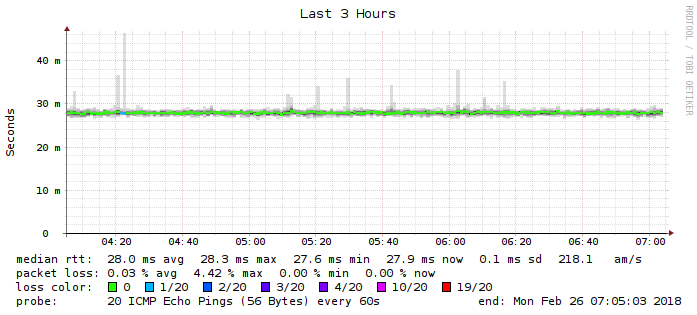 Last 3 Hours
RRDTOOL / TOBI OETIKER
Seconds
40 m
30 m
20 m
10 m
0
04:20 04:40 05:00 05:20 05:40 06:00 06:20 06:40 07:00
median rtt: 28.0 ms avg 28.3 ms max 27.6 ms min 27.9 ms now 0.1 ms sd 218.1 am/s
packet loss: 0.03 % avg 4.42 % max 0.00 % min 0.00 % now
loss color: 0 1/20 2/20 3/20 4/20 10/20 19/20
probe: 20 ICMP Echo Pings (56 Bytes) every 60s end: Mon Feb 26 07:05:03 2018